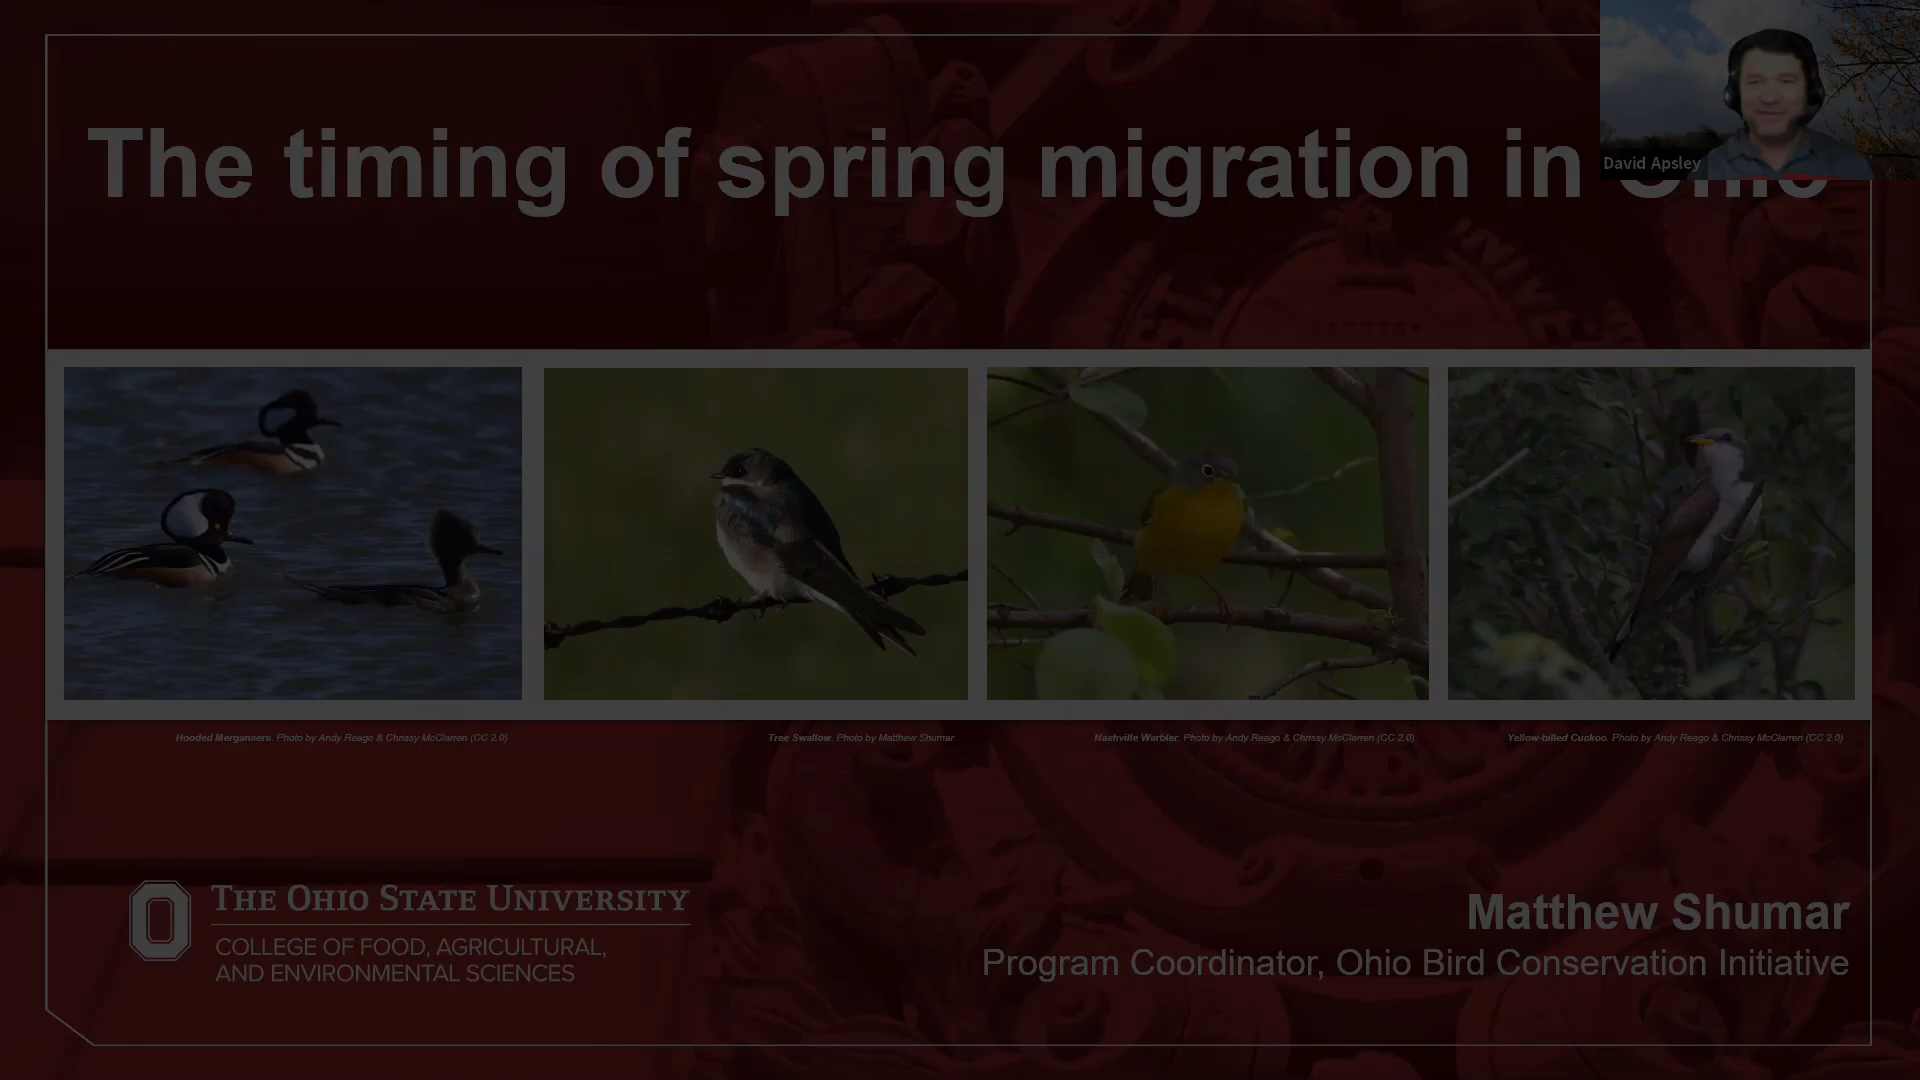 The timing of spring migration in Ohio
David Apsley
Hooded Mergansers. Photo by Andy Reago & Chrissy McClarren (CC 2.0)
Tree Swallow. Photo by Matthew Shumar
Nashville Warbler. Photo by Andy Reago & Chrissy McClarren (CC 2.0)
Yellow-billed Cuckoo. Photo by Andy Reago & Chrissy McClarren (CC 2.0)
THE OHIO STATE UNIVERSITY
COLLEGE OF FOOD, AGRICULTURAL,
AND ENVIRONMENTAL SCIENCES
Matthew Shumar
Program Coordinator, Ohio Bird Conservation Initiative